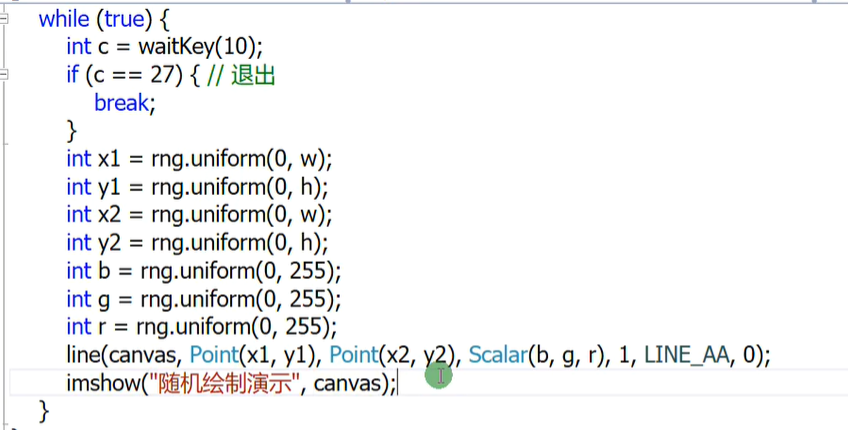 while (true) {
int c = waitKey(10);
if (c == 27) { // 退出
break;
}
int x1 = rng.uniform(0, w);
int y1 = rng.uniform(0, h);
int x2 = rng.uniform(0, w);
int y2 = rng.uniform(0, h);
int b = rng.uniform(0, 255);
int g = rng.uniform(0, 255);
int r = rng.uniform(0, 255);
line(canvas, Point(x1, y1), Point(x2, y2), Scalar(b, g, r), 1, LINE_AA, 0);
imshow("随机绘制演示", canvas);
}